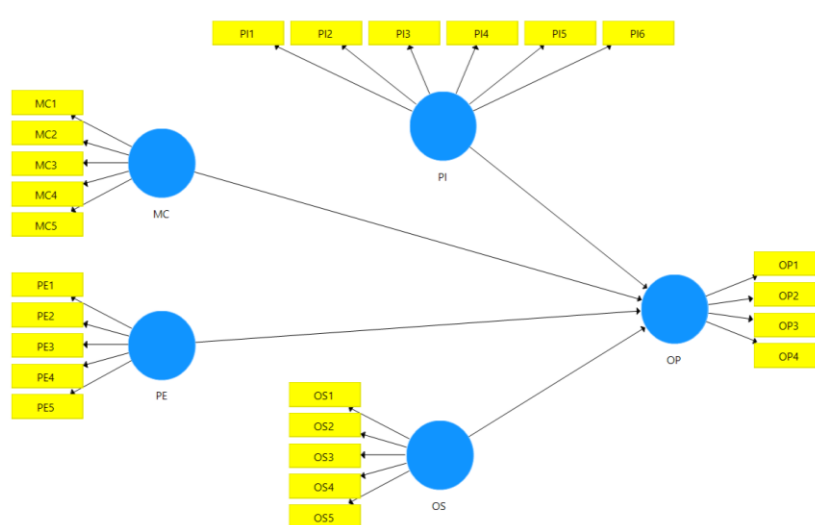 PI1 PI2 PI3 PI4 PI5 PI6
PI
MC1
MC2
MC3
MC4
MC5
MC
PE1
PE2
PE3
PE4
PE5
PE
OP1
OP2
OP3
OP4
OP
OS1
OS2
OS3
OS4
OS5
OS